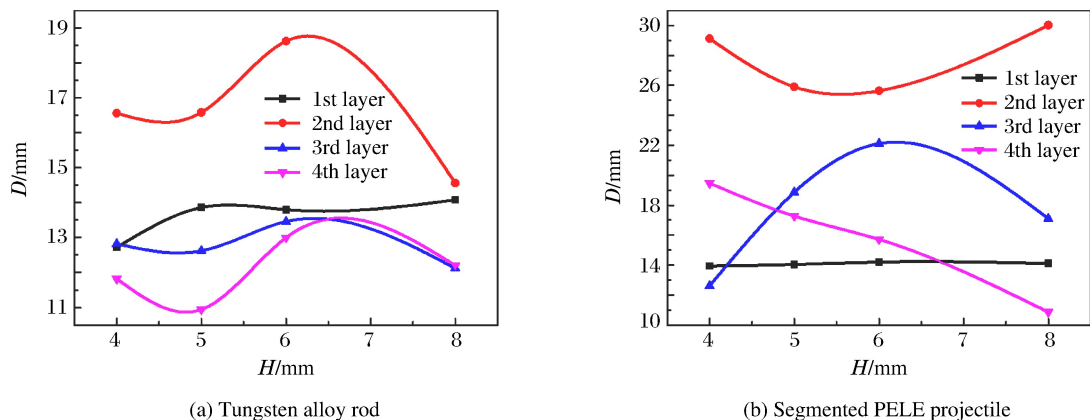 19
17
15
13
11
D/mm
1st layer
2nd layer
3rd layer
4th layer
4 5 6 7 8
H/mm
(a) Tungsten alloy rod
30
26
22
18
14
10
D/mm
1st layer
2nd layer
3rd layer
4th layer
4 5 6 7 8
H/mm
(b) Segmented PELE projectile